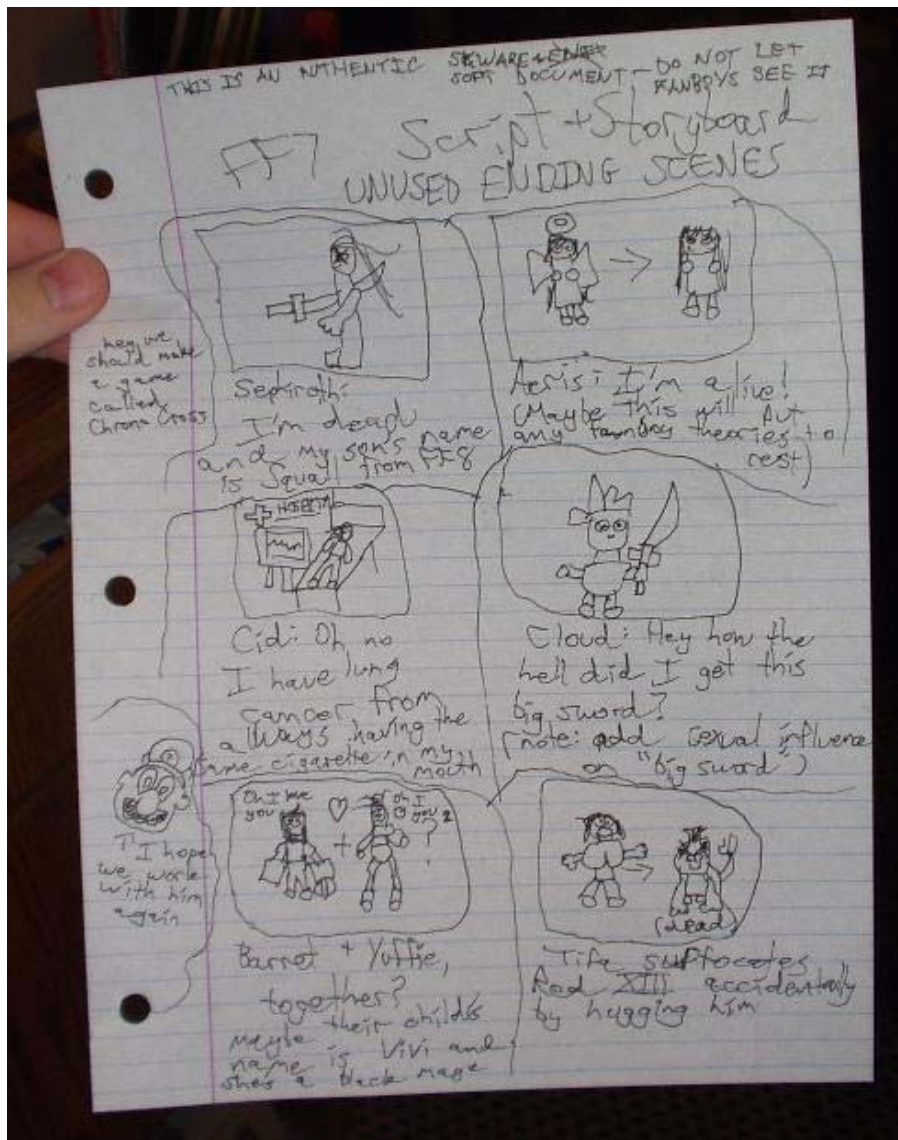 THIS IS AN AUTHENTIC SQWARE-ENIX
SOFT DOCUMENT - DO NOT LET
FANBOYS SEE IT
FF7
Script + Storyboard
UNUSED ENDING SCENES
hey we
should make
a game
called
Chrono Cross
Sephiroth:
I'm dead
and my son's name
is Squall from FF8
Aeris: I'm alive!
(Maybe this will put
any fanboy theories to
rest)
HOSPITAL
Cid: Oh no
I have lung
cancer from
always having the
same cigarette in my
mouth
Cloud: Hey how the
hell did I get this
big sword?
(note: add sexual influence
on "big sword")
↑ I hope
we work
with him
again
Oh I love
you
Oh I
♡ you 2
+
Barret + Yuffie,
together?
Maybe their childs
name is Vivi and
shes a black mage
(dead)
Tifa suffocates
Red XIII accidentally
by hugging him